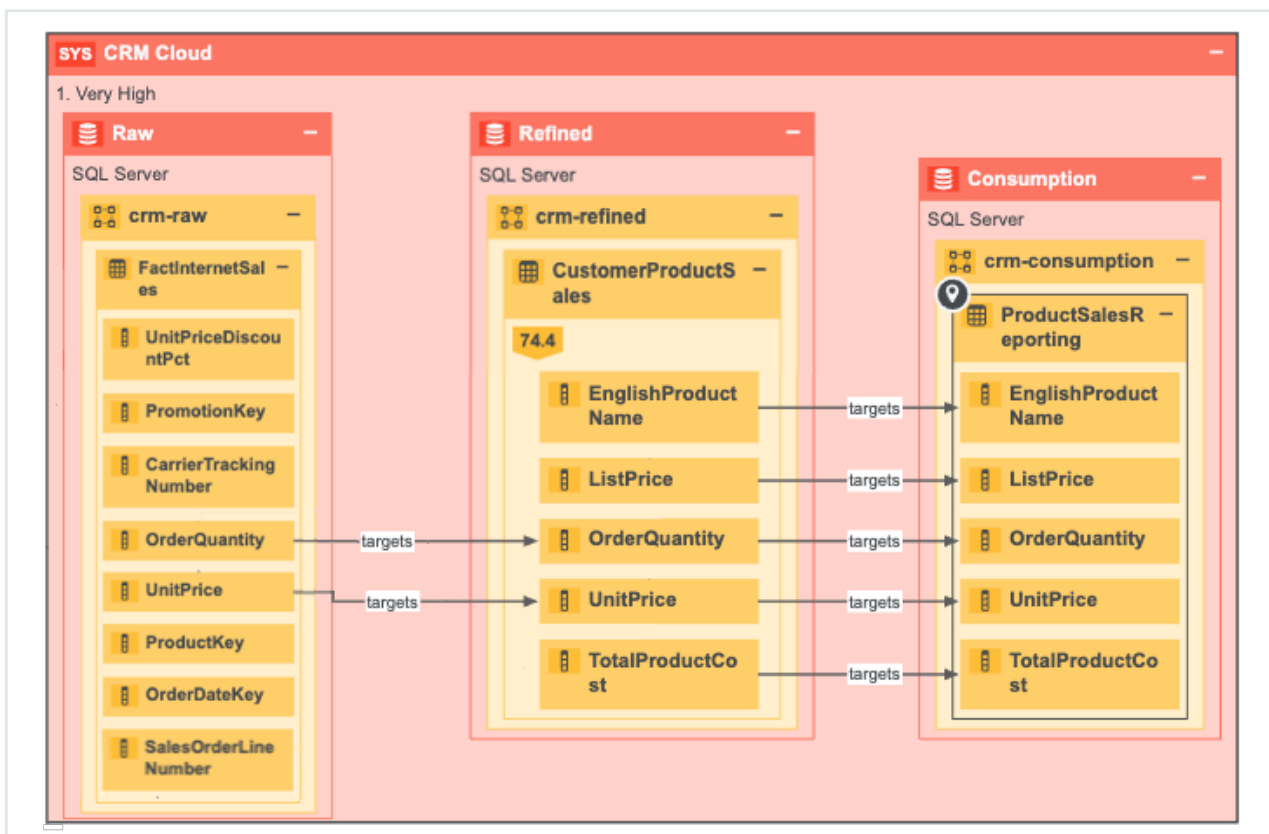 SYS CRM Cloud
1. Very High
Raw
SQL Server
crm-raw
FactInternetSal
es
UnitPriceDiscou
ntPct
PromotionKey
CarrierTracking
Number
OrderQuantity
UnitPrice
ProductKey
OrderDateKey
SalesOrderLine
Number
targets
targets
Refined
SQL Server
crm-refined
CustomerProductS
ales
74.4
EnglishProduct
Name
ListPrice
OrderQuantity
UnitPrice
TotalProductCo
st
targets
targets
targets
targets
targets
Consumption
SQL Server
crm-consumption
ProductSalesR
eporting
EnglishProduct
Name
ListPrice
OrderQuantity
UnitPrice
TotalProductCo
st